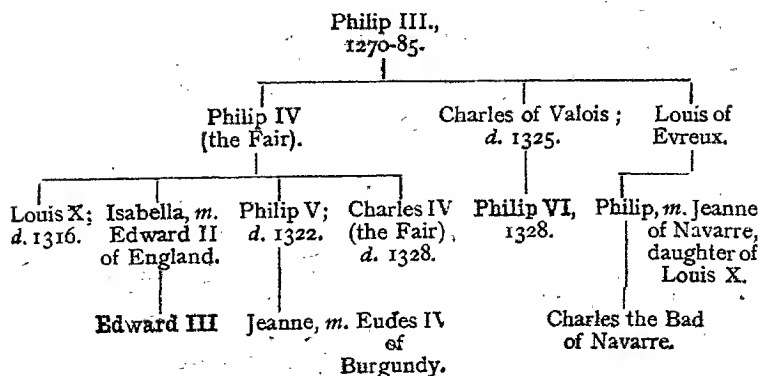 Philip III.,
1270-85.
Philip IV
(the Fair).
Charles of Valois ;
d. 1325.
Louis of
Evreux.
Louis X;
d. 1316.
Isabella, m.
Edward II
of England.
Philip V;
d. 1322.
Charles IV
(the Fair),
d. 1328.
Philip VI,
1328.
Philip, m. Jeanne
of Navarre,
daughter of
Louis X.
Edward III
Jeanne, m. Eudes IV
of
Burgundy.
Charles the Bad
of Navarre.